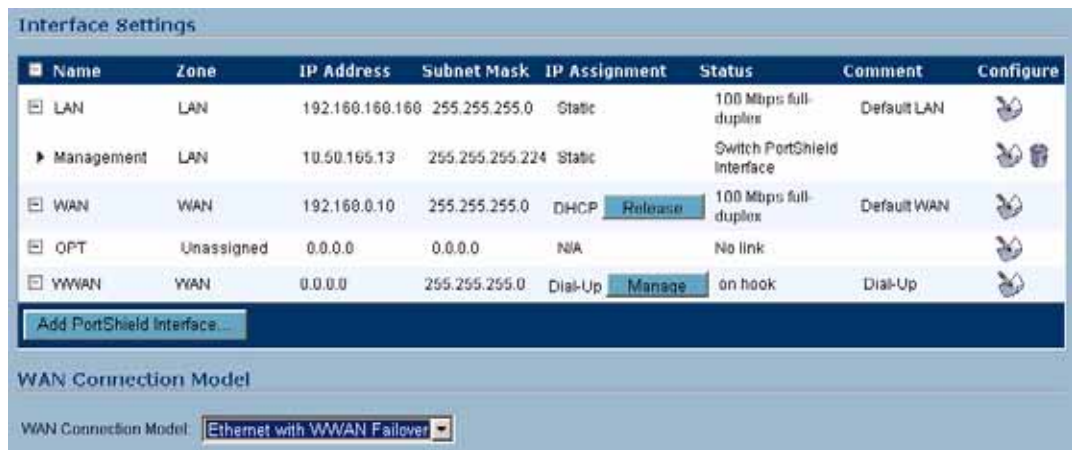 Interface Settings
Name Zone IP Address Subnet Mask IP Assignment Status Comment Configure
LAN LAN 192.168.168.168 255.255.255.0 Static 100 Mbps full-duplex Default LAN
Management LAN 10.50.165.13 255.255.255.224 Static Switch PortShield Interface
WAN WAN 192.168.0.10 255.255.255.0 DHCP Release 100 Mbps full-duplex Default WAN
OPT Unassigned 0.0.0.0 0.0.0.0 N/A No link
WWAN WAN 0.0.0.0 255.255.255.0 Dial-Up Manage on hook Dial-Up
Add PortShield Interface...
WAN Connection Model
WAN Connection Model: Ethernet with WWAN Failover